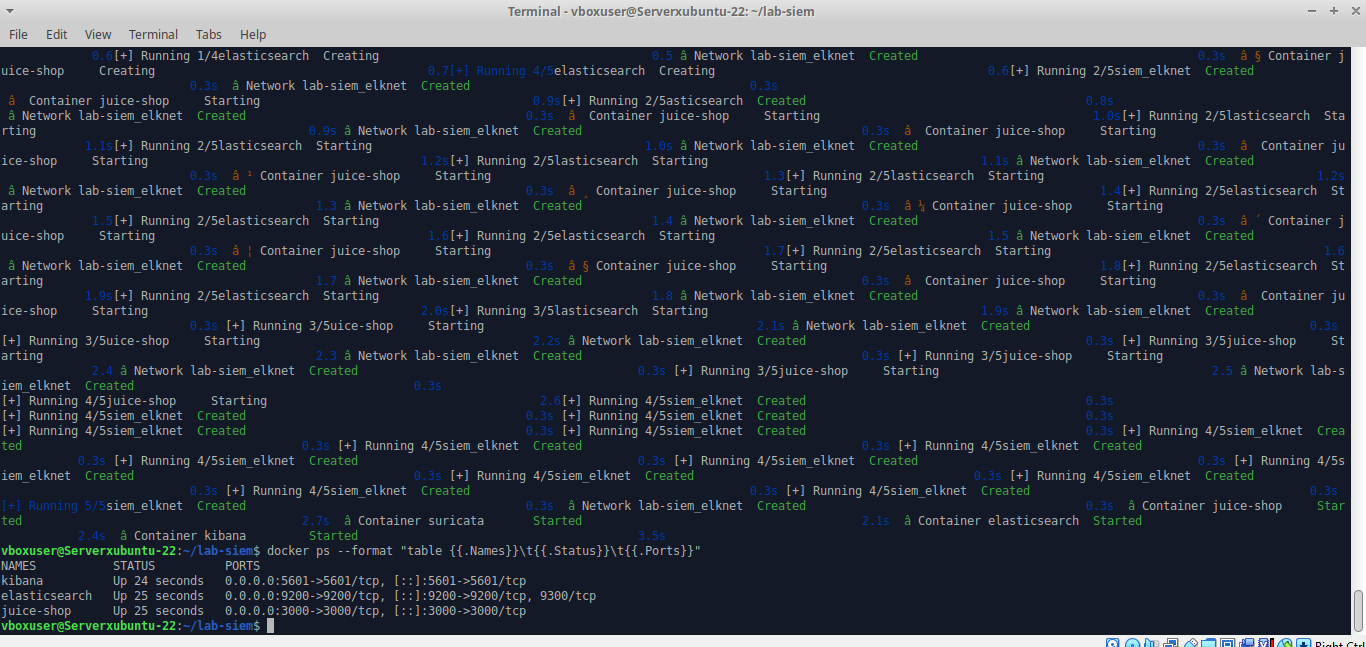 Terminal - vboxuser@Serverxubuntu-22: ~/lab-siem
File Edit View Terminal Tabs Help
0.6[+] Running 1/4elasticsearch Creating 0.5 â Network lab-siem_elknet Created 0.3s â § Container j
uice-shop Creating 0.7[+] Running 4/5elasticsearch Creating 0.6[+] Running 2/5siem_elknet Created
0.3s â Network lab-siem_elknet Created 0.3s
â Container juice-shop Starting 0.9s[+] Running 2/5asticsearch Created 0.8s
â Network lab-siem_elknet Created 0.3s â Container juice-shop Starting 1.0s[+] Running 2/5elasticsearch Sta
rting 0.9s â Network lab-siem_elknet Created 0.3s â Container juice-shop Starting
1.1s[+] Running 2/5elasticsearch Starting 1.0s â Network lab-siem_elknet Created 0.3s â Container ju
ice-shop Starting 1.2s[+] Running 2/5lasticsearch Starting 1.1s â Network lab-siem_elknet Created
0.3s â ¹ Container juice-shop Starting 1.3[+] Running 2/5lasticsearch Starting 1.2s
â Network lab-siem_elknet Created 0.3s â ¸ Container juice-shop Starting 1.4[+] Running 2/5elasticsearch St
arting 1.3 â Network lab-siem_elknet Created 0.3s â ¼ Container juice-shop Starting
1.5[+] Running 2/5elasticsearch Starting 1.4 â Network lab-siem_elknet Created 0.3s â ´ Container j
uice-shop Starting 1.6[+] Running 2/5elasticsearch Starting 1.5 â Network lab-siem_elknet Created
0.3s â ¦ Container juice-shop Starting 1.7[+] Running 2/5elasticsearch Starting 1.6
â Network lab-siem_elknet Created 0.3s â § Container juice-shop Starting 1.8[+] Running 2/5elasticsearch St
arting 1.7 â Network lab-siem_elknet Created 0.3s â Container juice-shop Starting
1.9s[+] Running 2/5elasticsearch Starting 1.8 â Network lab-siem_elknet Created 0.3s â Container ju
ice-shop Starting 2.0s[+] Running 3/5lasticsearch Starting 1.9s â Network lab-siem_elknet Created
0.3s [+] Running 3/5uice-shop Starting 2.1s â Network lab-siem_elknet Created 0.3s
[+] Running 3/5uice-shop Starting 2.2s â Network lab-siem_elknet Created 0.3s [+] Running 3/5juice-shop St
arting 2.3 â Network lab-siem_elknet Created 0.3s [+] Running 3/5juice-shop Starting
2.4 â Network lab-siem_elknet Created 0.3s [+] Running 3/5juice-shop Starting 2.5 â Network lab-s
iem_elknet Created 0.3s
[+] Running 4/5juice-shop Starting 2.6[+] Running 4/5siem_elknet Created 0.3s
[+] Running 4/5siem_elknet Created 0.3s [+] Running 4/5siem_elknet Created 0.3s
[+] Running 4/5siem_elknet Created 0.3s [+] Running 4/5siem_elknet Created 0.3s [+] Running 4/5siem_elknet Crea
ted 0.3s [+] Running 4/5siem_elknet Created 0.3s [+] Running 4/5siem_elknet Created
0.3s [+] Running 4/5siem_elknet Created 0.3s [+] Running 4/5siem_elknet Created 0.3s [+] Running 4/5s
iem_elknet Created 0.3s [+] Running 4/5siem_elknet Created 0.3s [+] Running 4/5siem_elknet Created
0.3s [+] Running 4/5siem_elknet Created 0.3s [+] Running 4/5siem_elknet Created 0.3s
[+] Running 5/5siem_elknet Created 0.3s â Network lab-siem_elknet Created 0.3s â Container juice-shop Star
ted 2.7s â Container suricata Started 2.1s â Container elasticsearch Started
2.4s â Container kibana Started 3.5s
vboxuser@Serverxubuntu-22:~/lab-siem$ docker ps --format "table {{.Names}}\t{{.Status}}\t{{.Ports}}"
NAMES STATUS PORTS
kibana Up 24 seconds 0.0.0.0:5601->5601/tcp, [::]:5601->5601/tcp
elasticsearch Up 25 seconds 0.0.0.0:9200->9200/tcp, [::]:9200->9200/tcp, 9300/tcp
juice-shop Up 25 seconds 0.0.0.0:3000->3000/tcp, [::]:3000->3000/tcp
vboxuser@Serverxubuntu-22:~/lab-siem$
Right Ctrl